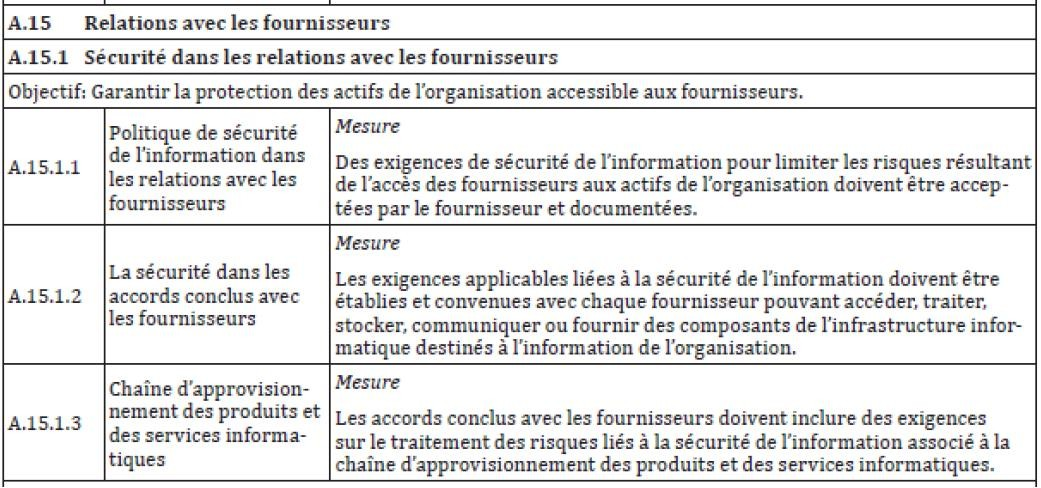 A.15 Relations avec les fournisseurs
A.15.1 Sécurité dans les relations avec les fournisseurs
Objectif: Garantir la protection des actifs de l'organisation accessible aux fournisseurs.
A.15.1.1
Politique de sécurité
de l'information dans
les relations avec les
fournisseurs
Mesure
Des exigences de sécurité de l'information pour limiter les risques résultant
de l'accès des fournisseurs aux actifs de l'organisation doivent être accep-
tées par le fournisseur et documentées.
A.15.1.2
La sécurité dans les
accords conclus avec
les fournisseurs
Mesure
Les exigences applicables liées à la sécurité de l'information doivent être
établies et convenues avec chaque fournisseur pouvant accéder, traiter,
stocker, communiquer ou fournir des composants de l'infrastructure infor-
matique destinés à l'information de l'organisation.
A.15.1.3
Chaîne d'approvision-
nement des produits et
des services informa-
tiques
Mesure
Les accords conclus avec les fournisseurs doivent inclure des exigences
sur le traitement des risques liés à la sécurité de l'information associé à la
chaîne d'approvisionnement des produits et des services informatiques.